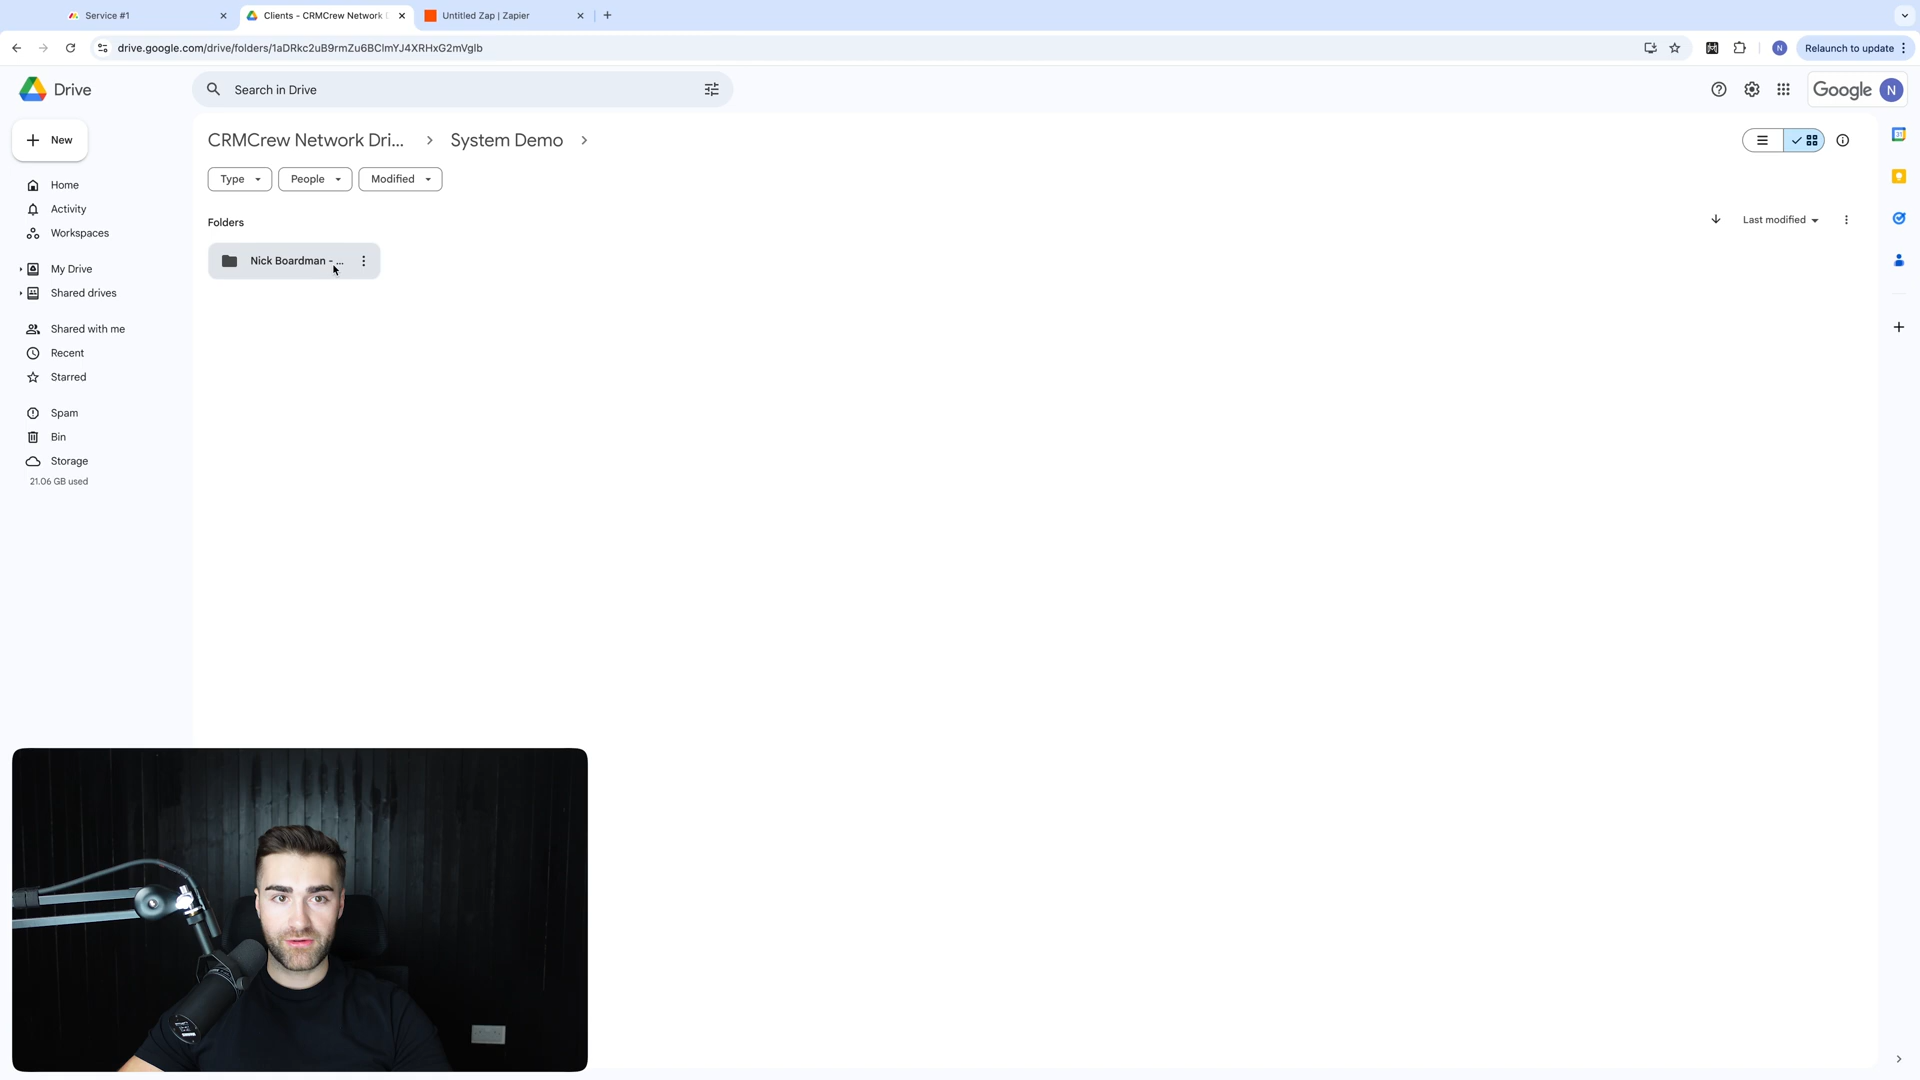 Service #1
Clients - CRMCrew Network D
Untitled Zap | Zapier
drive.google.com/drive/folders/1aDRkc2uB9rmZu6BClmYJ4XRHxG2mVglb
N
Relaunch to update
Drive
Search in Drive
Google
N
New
CRMCrew Network Dri...
System Demo
Type
People
Modified
Home
Activity
Workspaces
My Drive
Shared drives
Shared with me
Recent
Starred
Spam
Bin
Storage
21.06 GB used
Folders
Last modified
Nick Boardman - ...
31